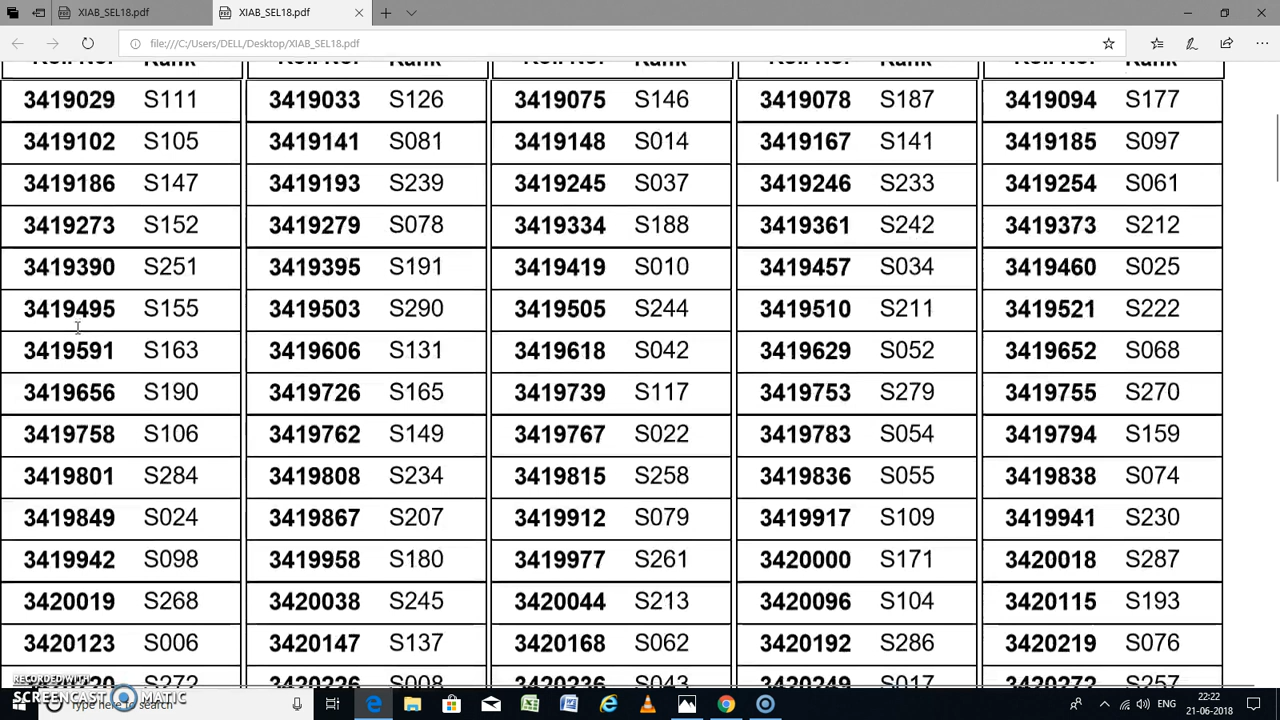 XIAB_SEL18.pdf XIAB_SEL18.pdf
file:///C:/Users/DELL/Desktop/XIAB_SEL18.pdf
Roll No. Rank Roll No. Rank Roll No. Rank Roll No. Rank Roll No. Rank
3419029 S111 3419033 S126 3419075 S146 3419078 S187 3419094 S177
3419102 S105 3419141 S081 3419148 S014 3419167 S141 3419185 S097
3419186 S147 3419193 S239 3419245 S037 3419246 S233 3419254 S061
3419273 S152 3419279 S078 3419334 S188 3419361 S242 3419373 S212
3419390 S251 3419395 S191 3419419 S010 3419457 S034 3419460 S025
3419495 S155 3419503 S290 3419505 S244 3419510 S211 3419521 S222
3419591 S163 3419606 S131 3419618 S042 3419629 S052 3419652 S068
3419656 S190 3419726 S165 3419739 S117 3419753 S279 3419755 S270
3419758 S106 3419762 S149 3419767 S022 3419783 S054 3419794 S159
3419801 S284 3419808 S234 3419815 S258 3419836 S055 3419838 S074
3419849 S024 3419867 S207 3419912 S079 3419917 S109 3419941 S230
3419942 S098 3419958 S180 3419977 S261 3420000 S171 3420018 S287
3420019 S268 3420038 S245 3420044 S213 3420096 S104 3420115 S193
3420123 S006 3420147 S137 3420168 S062 3420192 S286 3420219 S076
S272 3420226 S008 3420236 S043 3420249 S017 3420272 S257
RECORDED WITH
SCREENCAST MATIC
Type here to search
22:22
21-06-2018